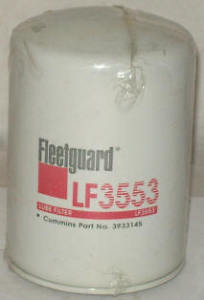 Fleetguard®
LF3553
LUBE FILTER LF3553
• Cummins Part No. 3933145